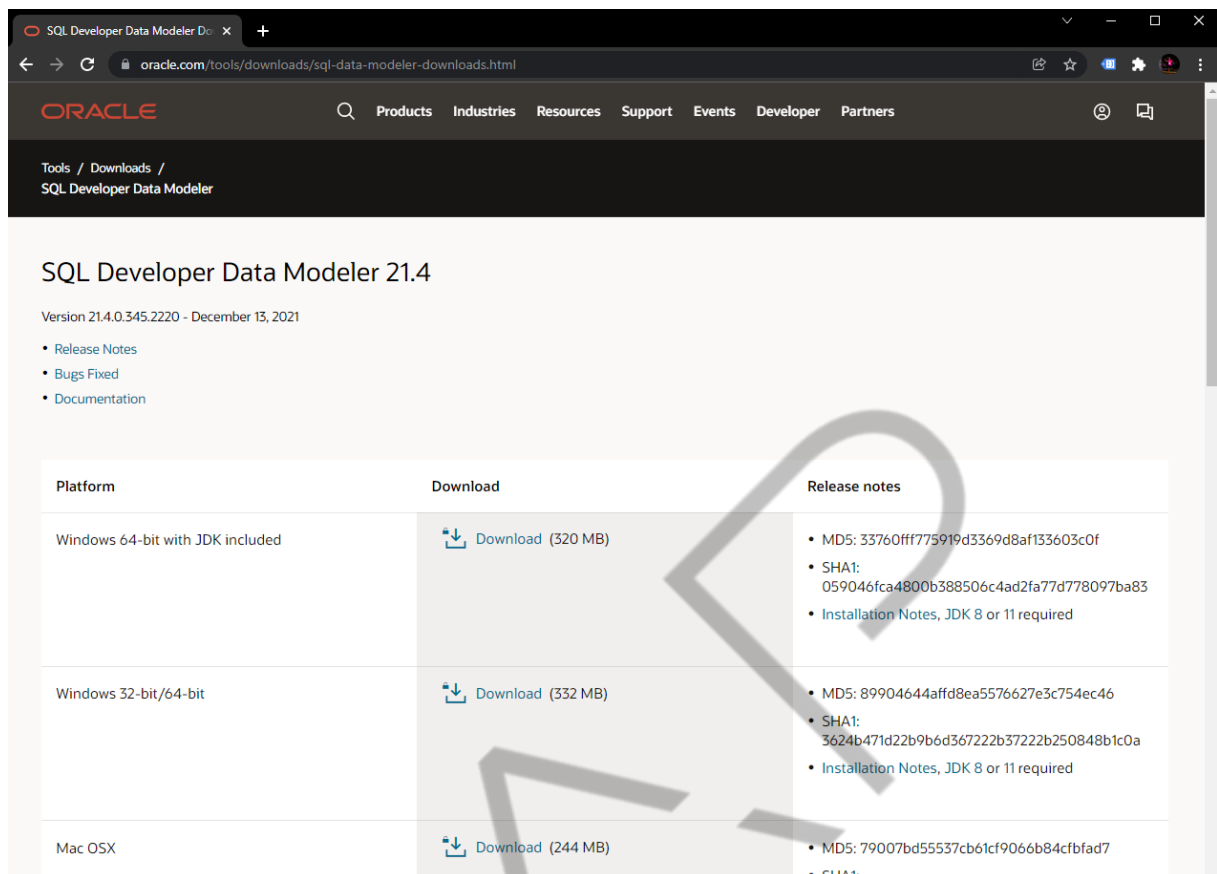 SQL Developer Data Modeler Do
oracle.com/tools/downloads/sql-data-modeler-downloads.html
ORACLE
Products Industries Resources Support Events Developer Partners
Tools / Downloads /
SQL Developer Data Modeler
SQL Developer Data Modeler 21.4
Version 21.4.0.345.2220 - December 13, 2021
• Release Notes
• Bugs Fixed
• Documentation
Platform Download Release notes
Windows 64-bit with JDK included Download (320 MB) • MD5: 33760fff775919d3369d8af133603c0f
• SHA1:
059046fca4800b388506c4ad2fa77d778097ba83
• Installation Notes, JDK 8 or 11 required
Windows 32-bit/64-bit Download (332 MB) • MD5: 89904644affd8ea5576627e3c754ec46
• SHA1:
3624b471d22b9b6d367222b37222b250848b1c0a
• Installation Notes, JDK 8 or 11 required
Mac OSX Download (244 MB) • MD5: 79007bd55537cb61cf9066b84cfbfad7
• SHA1: